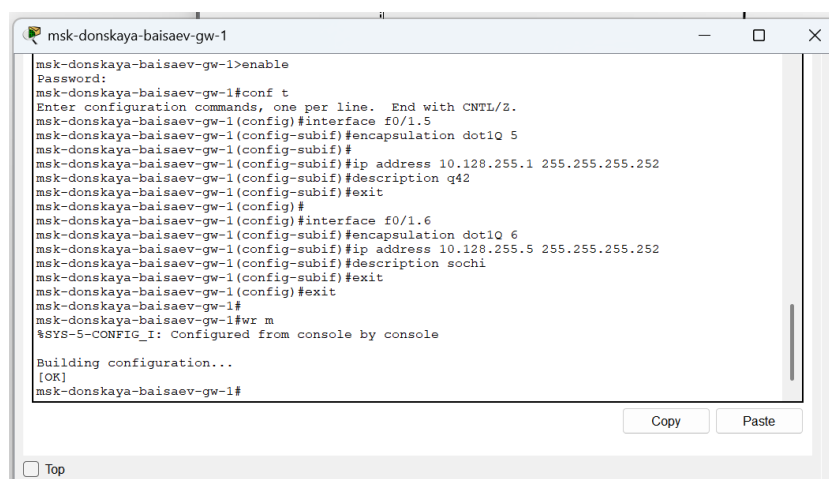 msk-donskaya-baisaev-gw-1
msk-donskaya-baisaev-gw-1>enable
Password:
msk-donskaya-baisaev-gw-1#conf t
Enter configuration commands, one per line.  End with CNTL/Z.
msk-donskaya-baisaev-gw-1(config)#interface f0/1.5
msk-donskaya-baisaev-gw-1(config-subif)#encapsulation dot1Q 5
msk-donskaya-baisaev-gw-1(config-subif)#
msk-donskaya-baisaev-gw-1(config-subif)#ip address 10.128.255.1 255.255.255.252
msk-donskaya-baisaev-gw-1(config-subif)#description q42
msk-donskaya-baisaev-gw-1(config-subif)#exit
msk-donskaya-baisaev-gw-1(config)#
msk-donskaya-baisaev-gw-1(config)#interface f0/1.6
msk-donskaya-baisaev-gw-1(config-subif)#encapsulation dot1Q 6
msk-donskaya-baisaev-gw-1(config-subif)#ip address 10.128.255.5 255.255.255.252
msk-donskaya-baisaev-gw-1(config-subif)#description sochi
msk-donskaya-baisaev-gw-1(config-subif)#exit
msk-donskaya-baisaev-gw-1(config)#exit
msk-donskaya-baisaev-gw-1#
msk-donskaya-baisaev-gw-1#wr m
%SYS-5-CONFIG_I: Configured from console by console
Building configuration...
[OK]
msk-donskaya-baisaev-gw-1#
Copy Paste
Top